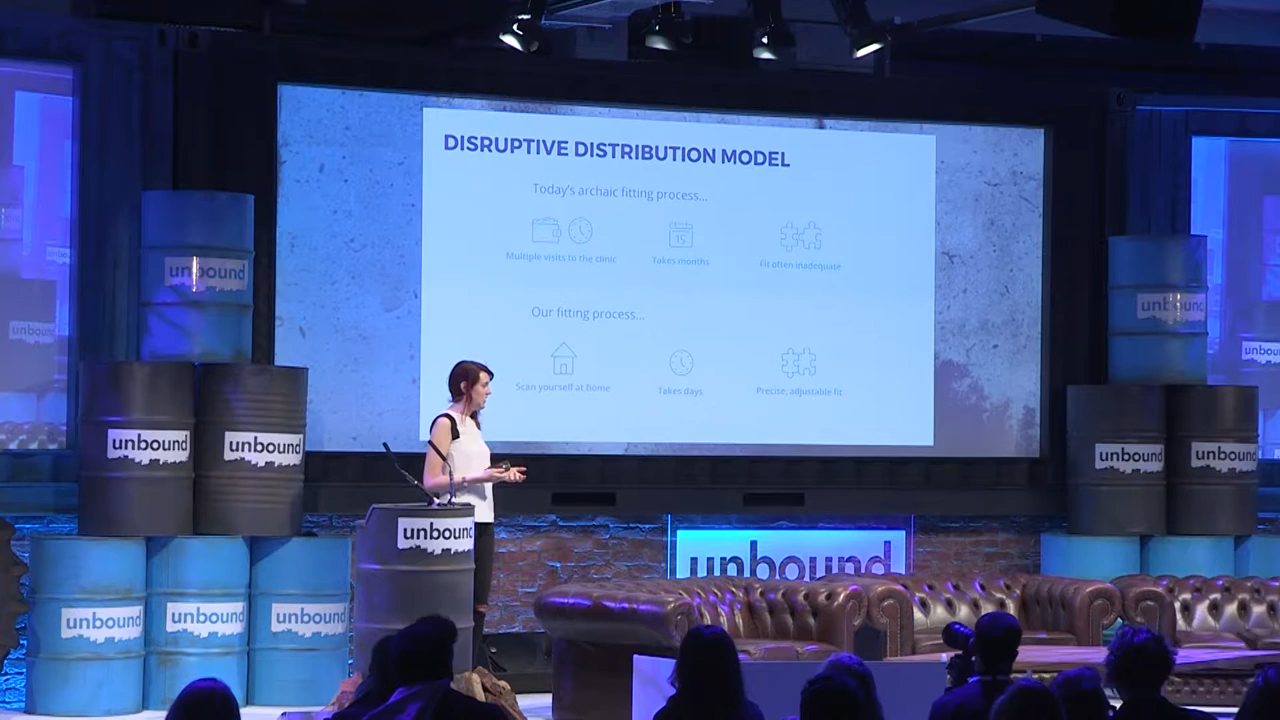 DISRUPTIVE DISTRIBUTION MODEL
Today's archaic fitting process...
15
Multiple visits to the clinic
Takes months
Fit often inadequate
Our fitting process...
Scan yourself at home
Takes days
Precise, adjustable fit
unbound
unbound
unbound
unbound
unbound
unbound
unbound
unbound
unbound
unbound
unbound
unbound